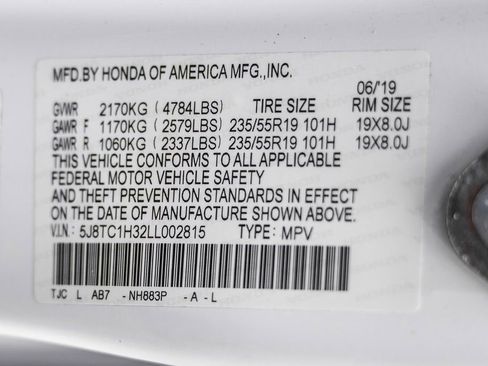 MFD.BY HONDA OF AMERICA MFG.,INC.
06/'19
GVWR 2170KG ( 4784LBS) TIRE SIZE RIM SIZE
GAWR F 1170KG ( 2579LBS) 235/55R19 101H 19X8.0J
GAWR R 1060KG ( 2337LBS) 235/55R19 101H 19X8.0J
THIS VEHICLE CONFORMS TO ALL APPLICABLE
FEDERAL MOTOR VEHICLE SAFETY
AND THEFT PREVENTION STANDARDS IN EFFECT
ON THE DATE OF MANUFACTURE SHOWN ABOVE.
V.I.N: 5J8TC1H32LL002815 TYPE: MPV
TJC L AB7 -NH883P -A-L